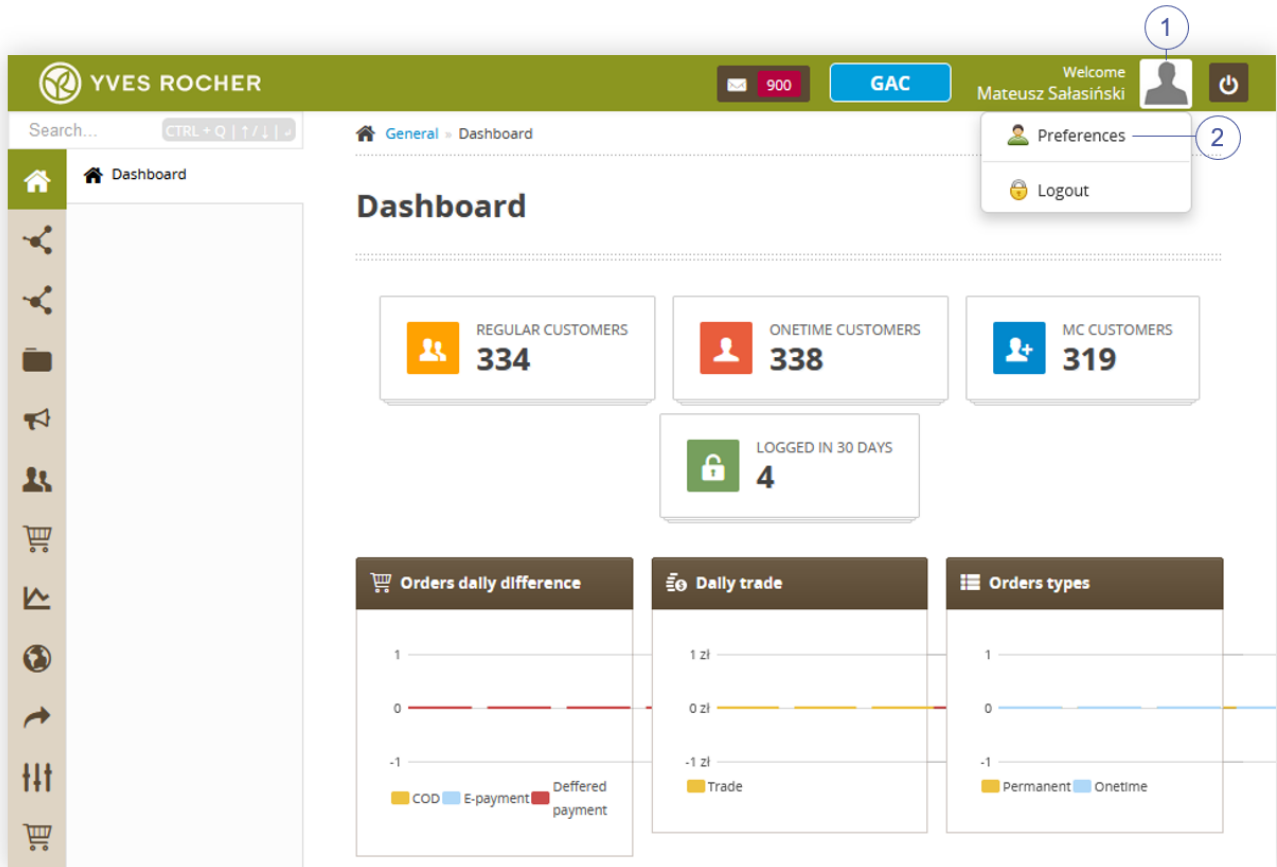 1
YVES ROCHER
900
GAC
Welcome
Mateusz Sałasiński
Search...
CTRL + Q | ↑ / ↓ | ↲
General » Dashboard
Preferences
2
Dashboard
Logout
Dashboard
REGULAR CUSTOMERS
334
ONETIME CUSTOMERS
338
MC CUSTOMERS
319
LOGGED IN 30 DAYS
4
Orders daily difference
1
0
-1
COD
E-payment
Deffered
payment
Daily trade
1 zł
0 zł
-1 zł
Trade
Orders types
1
0
-1
Permanent
Onetime